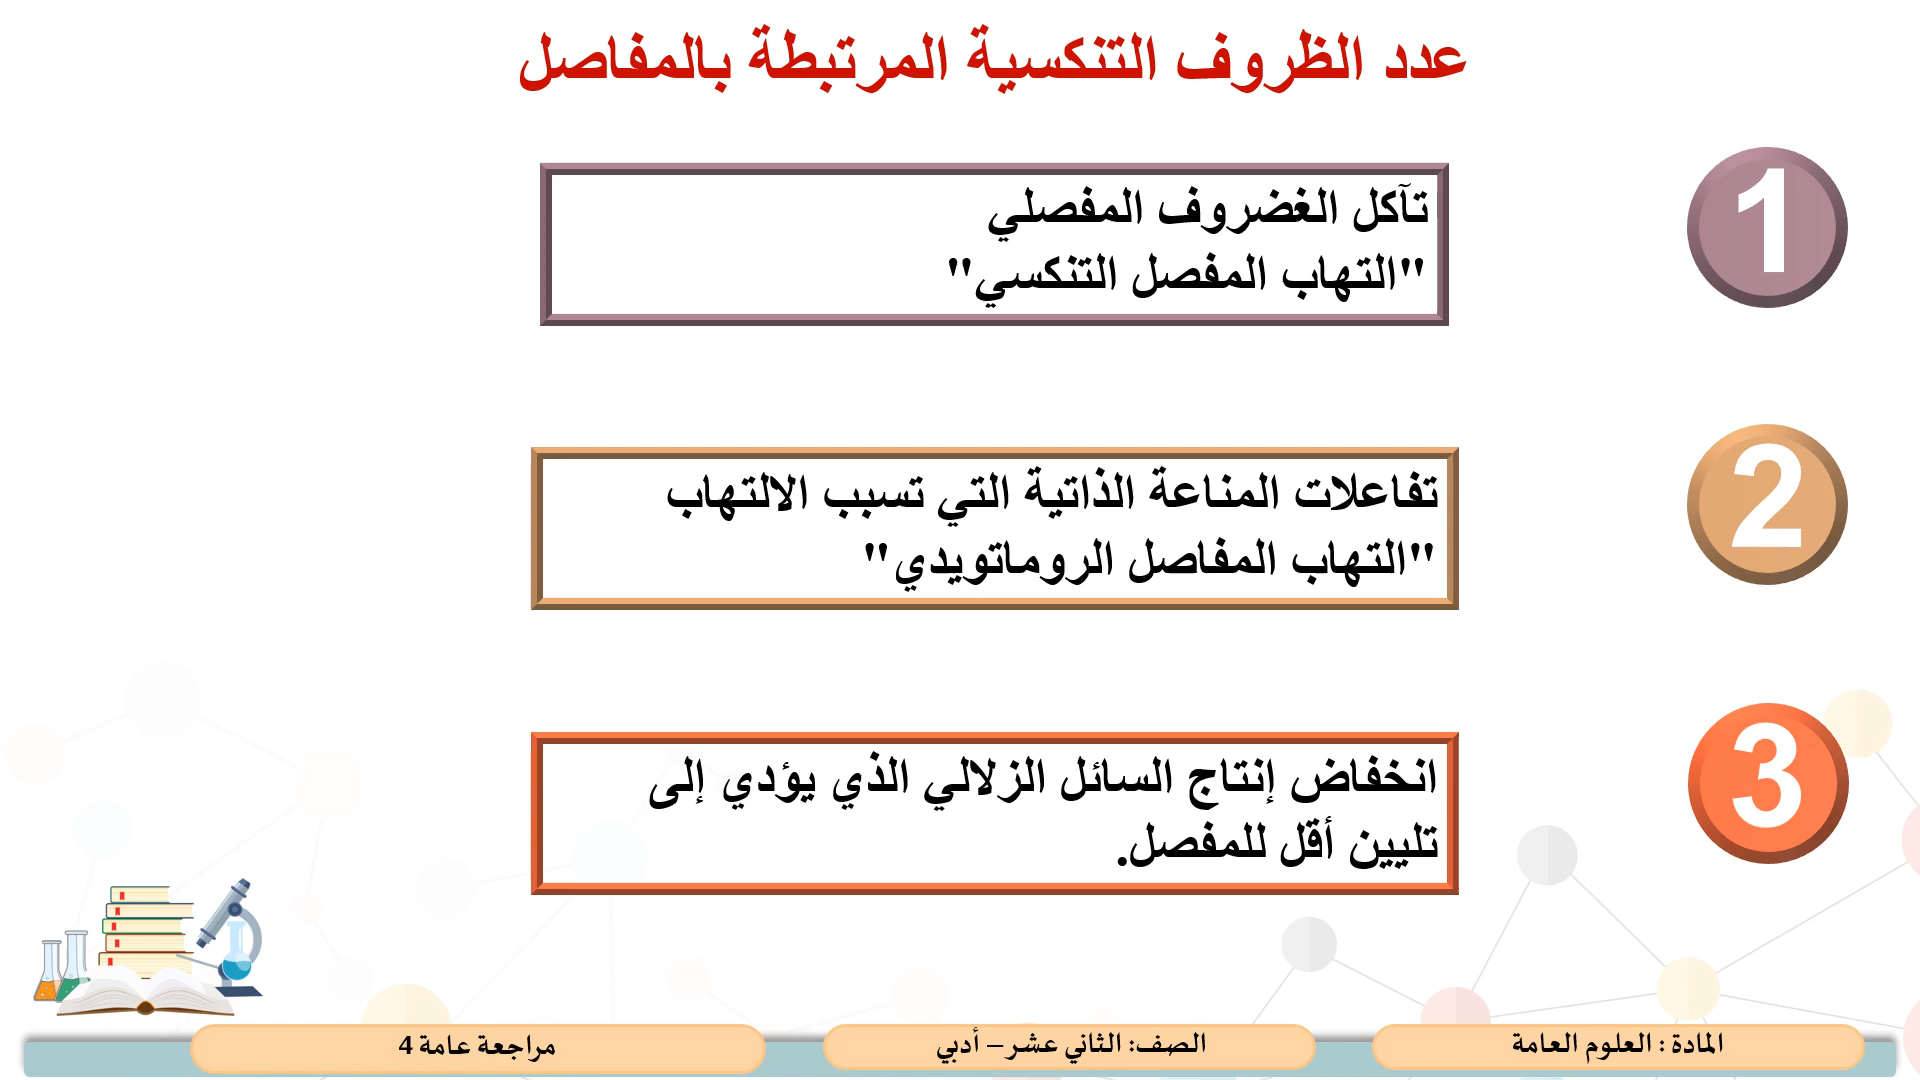 عدد الظروف التنكسية المرتبطة بالمفاصل
1
تآكل الغضروف المفصلي
"التهاب المفصل التنكسي"
2
تفاعلات المناعة الذاتية التي تسبب الالتهاب
"التهاب المفاصل الروماتويدي"
3
انخفاض إنتاج السائل الزلالي الذي يؤدي إلى
تليين أقل للمفصل.
المادة : العلوم العامة
الصف: الثاني عشر – أدبي
مراجعة عامة 4